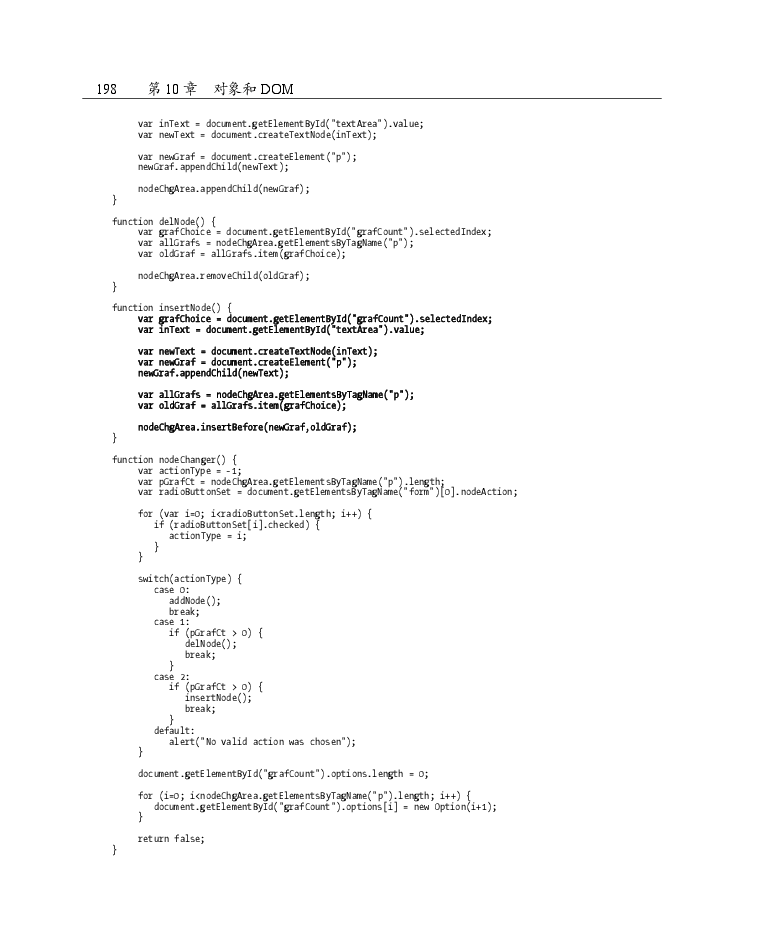 198 第 10 章 对象和 DOM
var inText = document.getElementById("textArea").value;
var newText = document.createTextNode(inText);
var newGraf = document.createElement("p");
newGraf.appendChild(newText);
nodeChgArea.appendChild(newGraf);
}
function delNode() {
var grafChoice = document.getElementById("grafCount").selectedIndex;
var allGrafs = nodeChgArea.getElementsByTagName("p");
var oldGraf = allGrafs.item(grafChoice);
nodeChgArea.removeChild(oldGraf);
}
function insertNode() {
var grafChoice = document.getElementById("grafCount").selectedIndex;
var inText = document.getElementById("textArea").value;
var newText = document.createTextNode(inText);
var newGraf = document.createElement("p");
newGraf.appendChild(newText);
var allGrafs = nodeChgArea.getElementsByTagName("p");
var oldGraf = allGrafs.item(grafChoice);
nodeChgArea.insertBefore(newGraf,oldGraf);
}
function nodeChanger() {
var actionType = -1;
var pGrafCt = nodeChgArea.getElementsByTagName("p").length;
var radioButtonSet = document.getElementsByTagName("form")[0].nodeAction;
for (var i=0; i<radioButtonSet.length; i++) {
if (radioButtonSet[i].checked) {
actionType = i;
}
}
switch(actionType) {
case 0:
addNode();
break;
case 1:
if (pGrafCt > 0) {
delNode();
break;
}
case 2:
if (pGrafCt > 0) {
insertNode();
break;
}
default:
alert("No valid action was chosen");
}
document.getElementById("grafCount").options.length = 0;
for (i=0; i<nodeChgArea.getElementsByTagName("p").length; i++) {
document.getElementById("grafCount").options[i] = new Option(i+1);
}
return false;
}